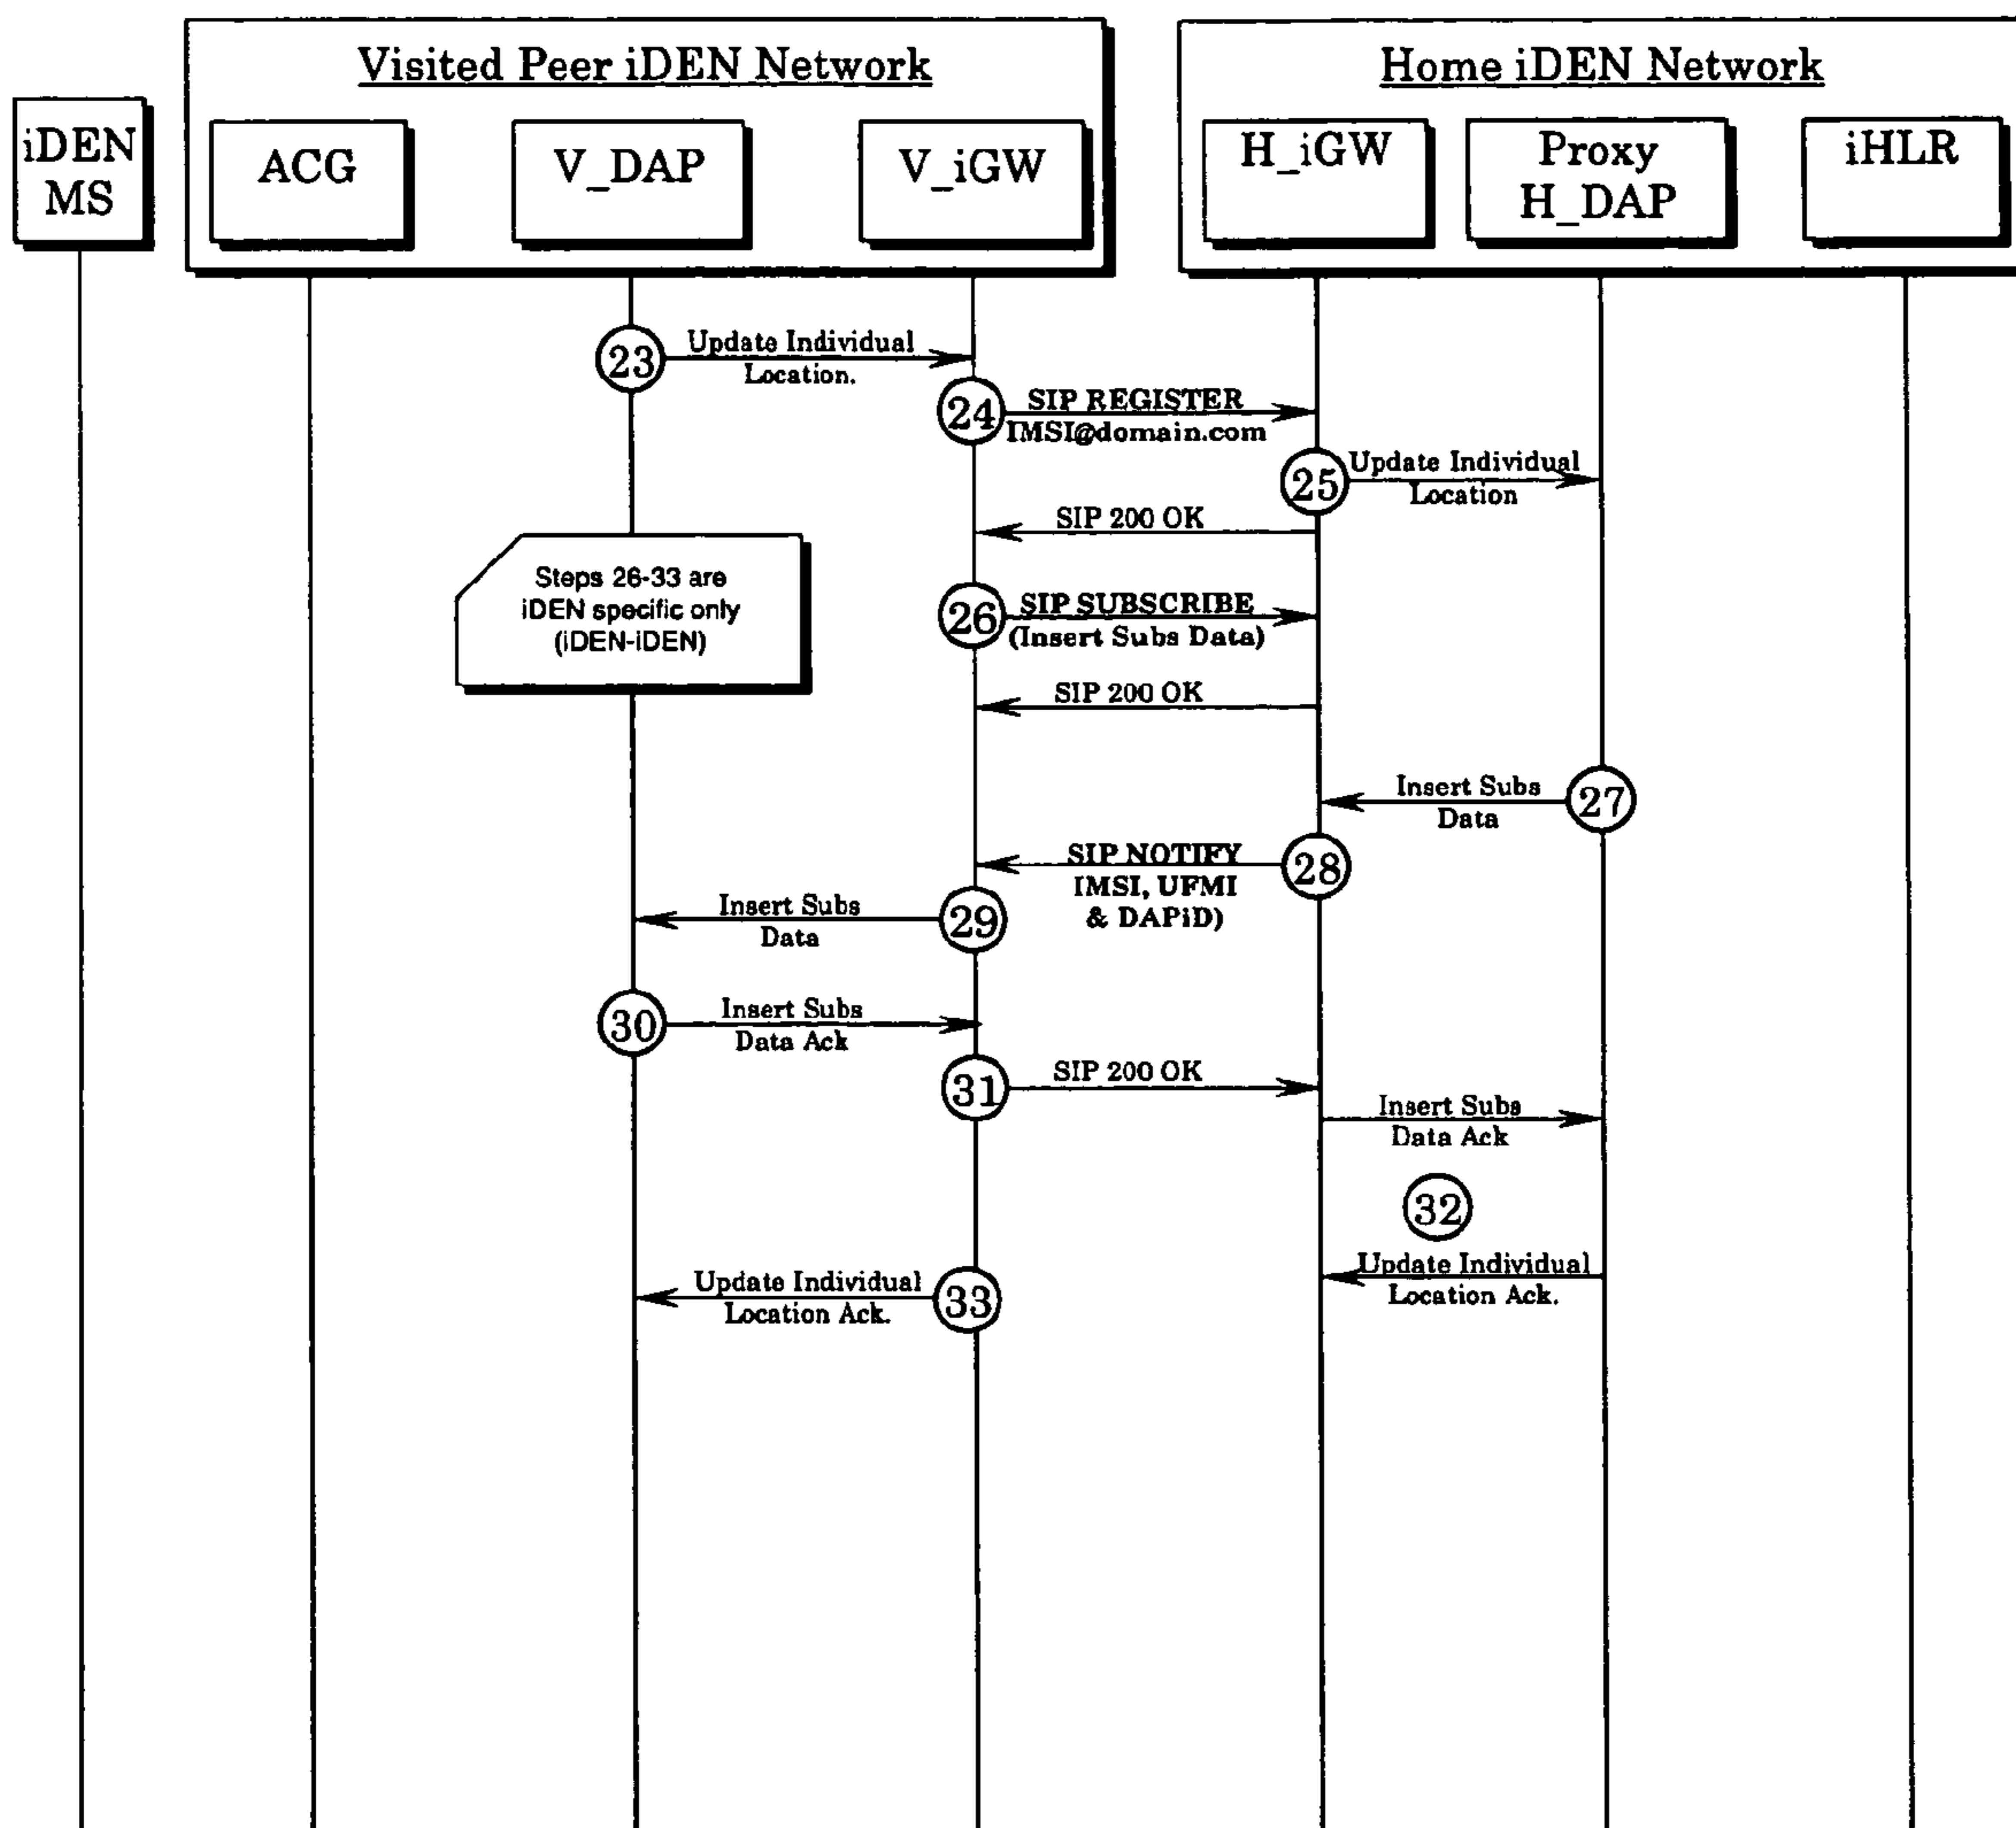 Visited Peer iDEN Network
Home iDEN Network
iDEN
MS
ACG
V_DAP
V_iGW
H_iGW
Proxy
H_DAP
iHLR
23
Update Individual
Location.
24
SIP REGISTER
IMSI@domain.com
25
Update Individual
Location
SIP 200 OK
Steps 26-33 are
iDEN specific only
(iDEN-iDEN)
26
SIP SUBSCRIBE
(Insert Subs Data)
SIP 200 OK
27
Insert Subs
Data
28
SIP NOTIFY
IMSI, UFMI
& DAPiD)
29
Insert Subs
Data
30
Insert Subs
Data Ack
31
SIP 200 OK
Insert Subs
Data Ack
32
Update Individual
Location Ack.
33
Update Individual
Location Ack.